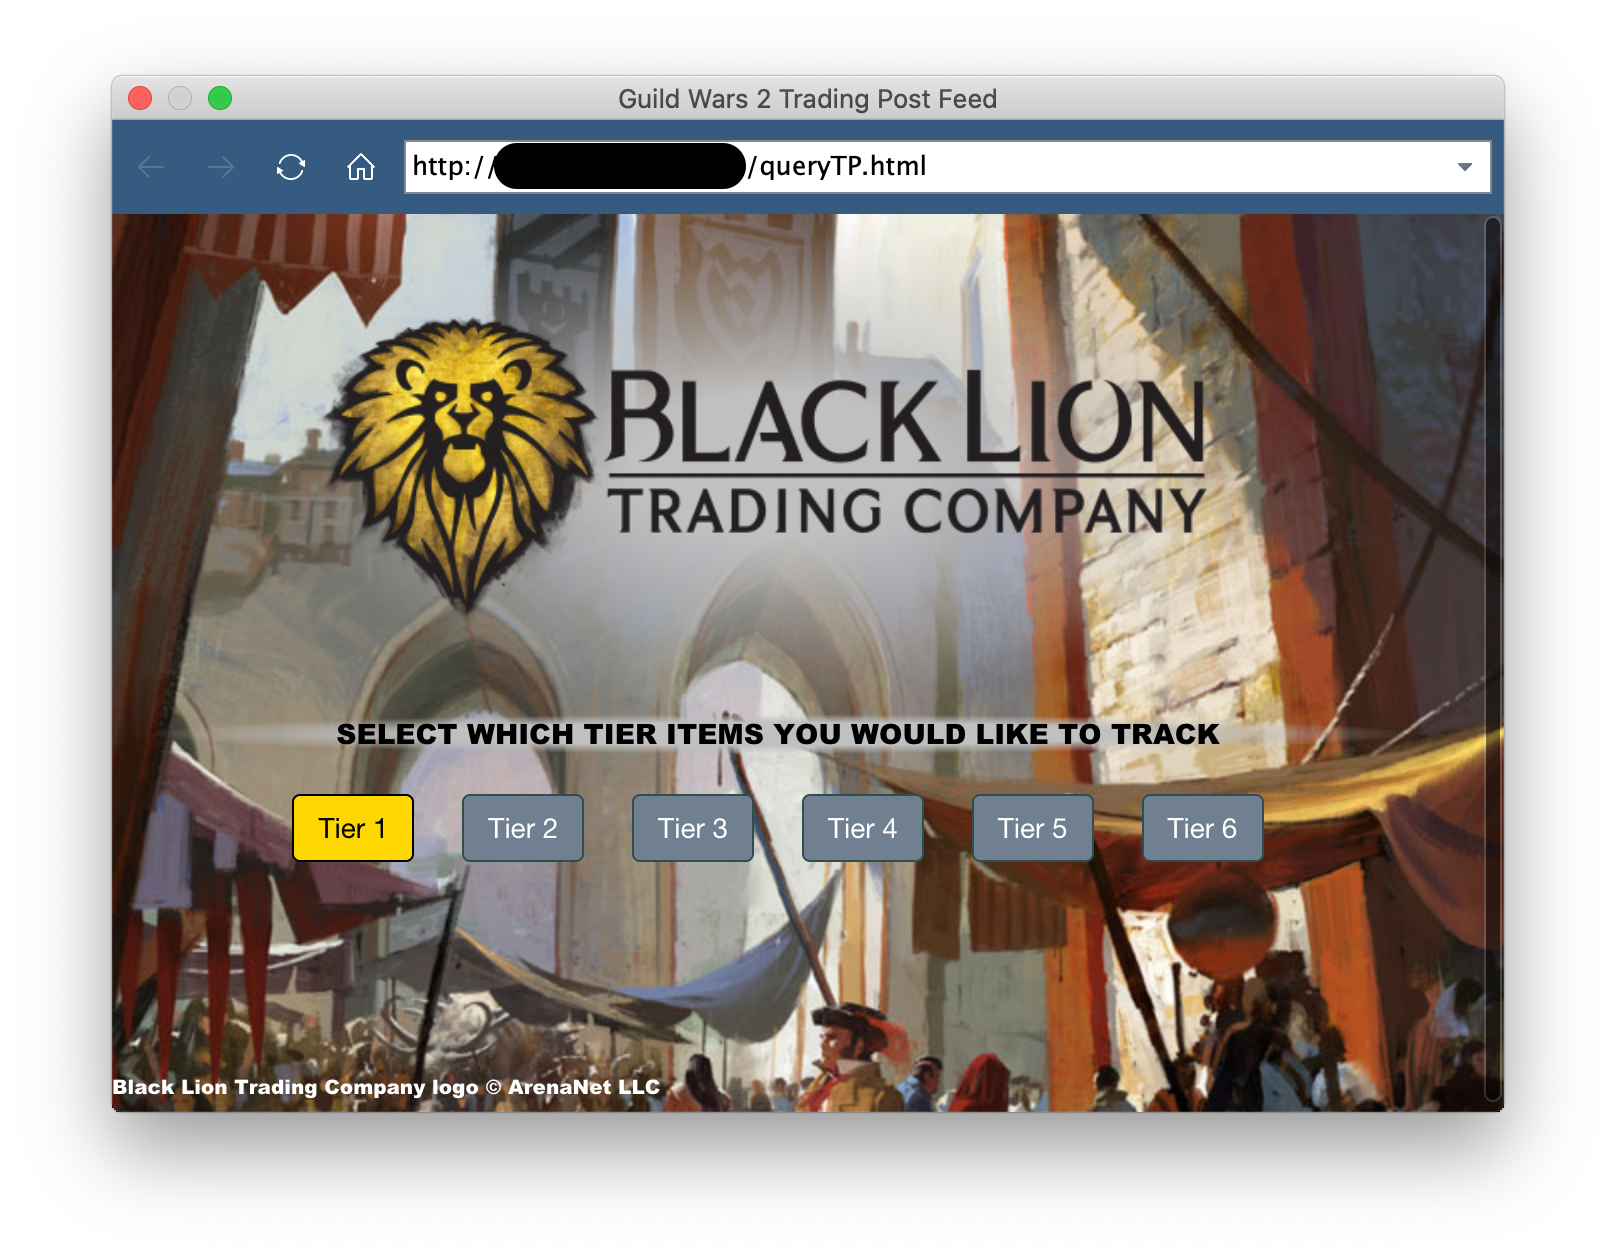 Guild Wars 2 Trading Post Feed
http://
/queryTP.html
BLACK LION
TRADING COMPANY
SELECT WHICH TIER ITEMS YOU WOULD LIKE TO TRACK
Tier 1 Tier 2 Tier 3 Tier 4 Tier 5 Tier 6
Black Lion Trading Company logo © ArenaNet LLC